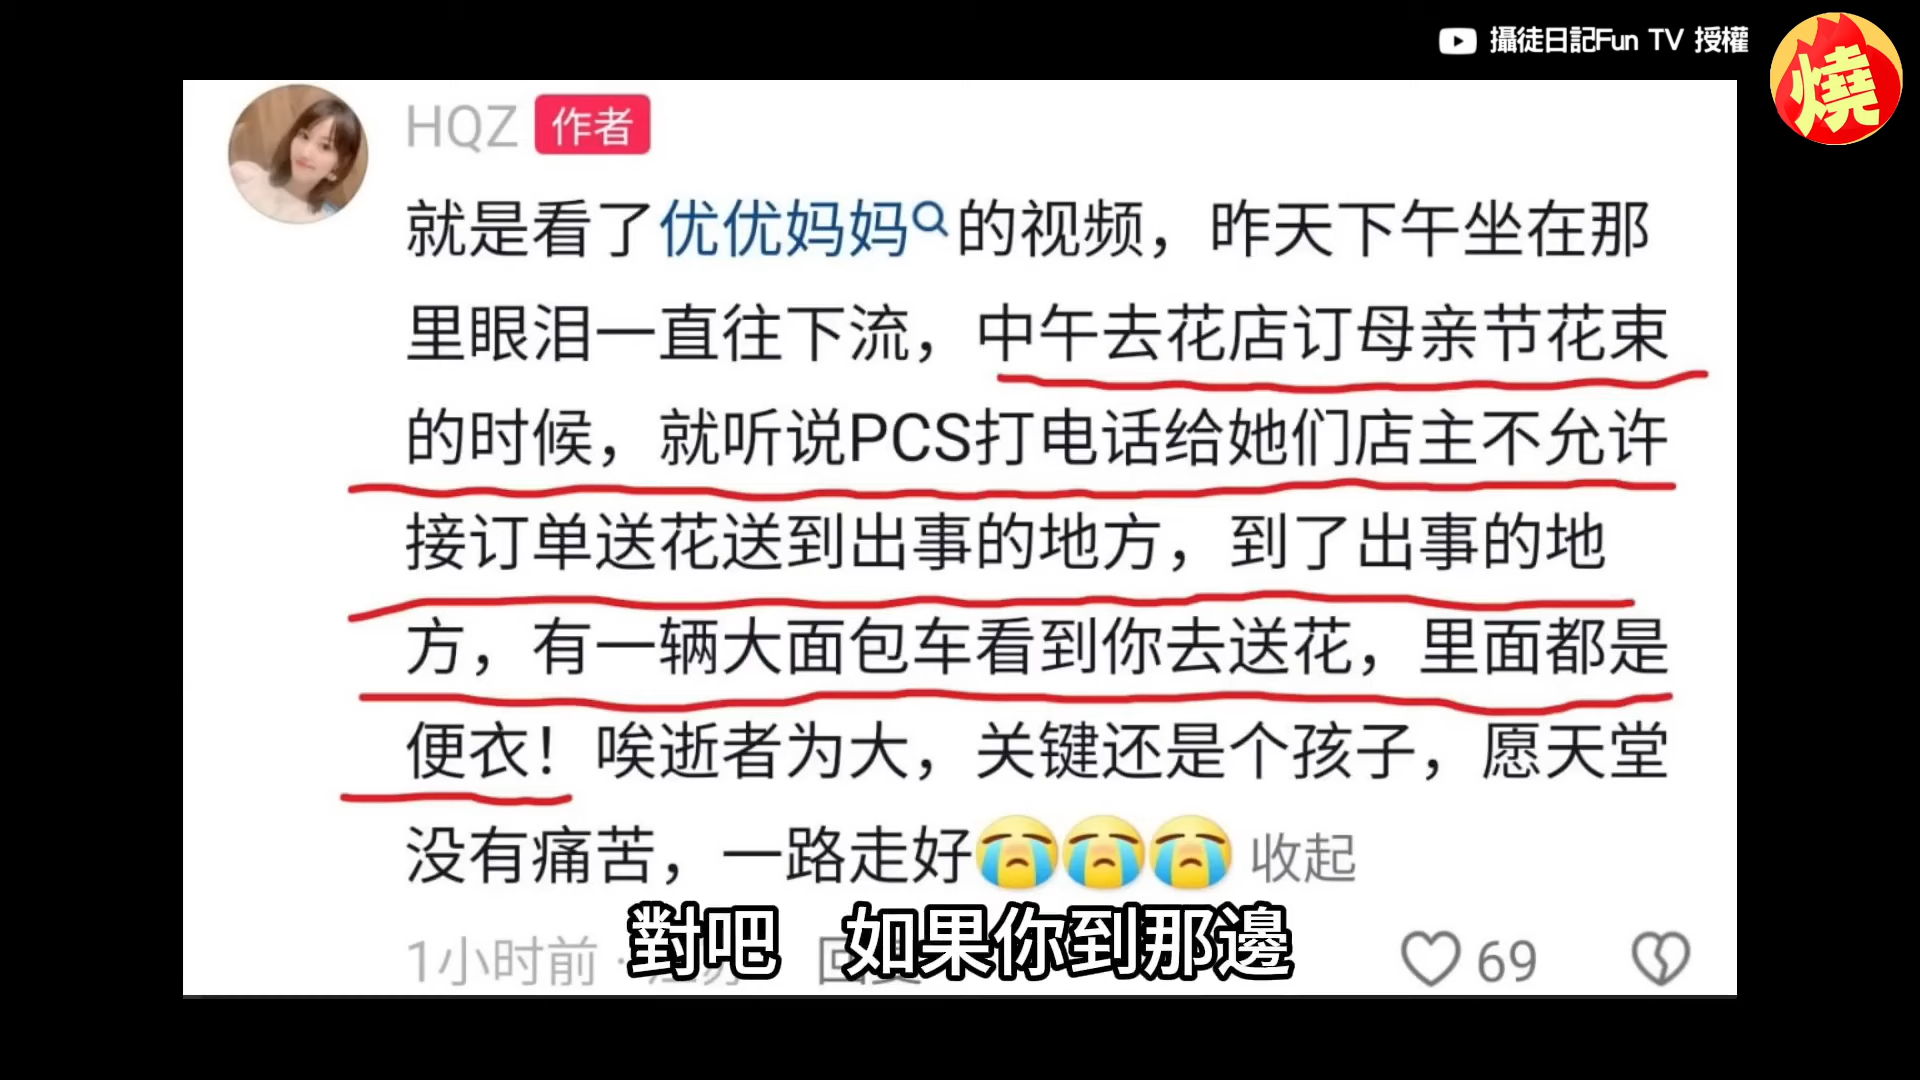 攝徒日記Fun TV 授權
燒
HQZ 作者
就是看了优优妈妈的视频，昨天下午坐在那
里眼泪一直往下流，中午去花店订母亲节花束
的时候，就听说PCS打电话给她们店主不允许
接订单送花送到出事的地方，到了出事的地
方，有一辆大面包车看到你去送花，里面都是
便衣！唉逝者为大，关键还是个孩子，愿天堂
没有痛苦，一路走好😭😭😭 收起
1小时前 · 回复 69
對吧 如果你到那邊